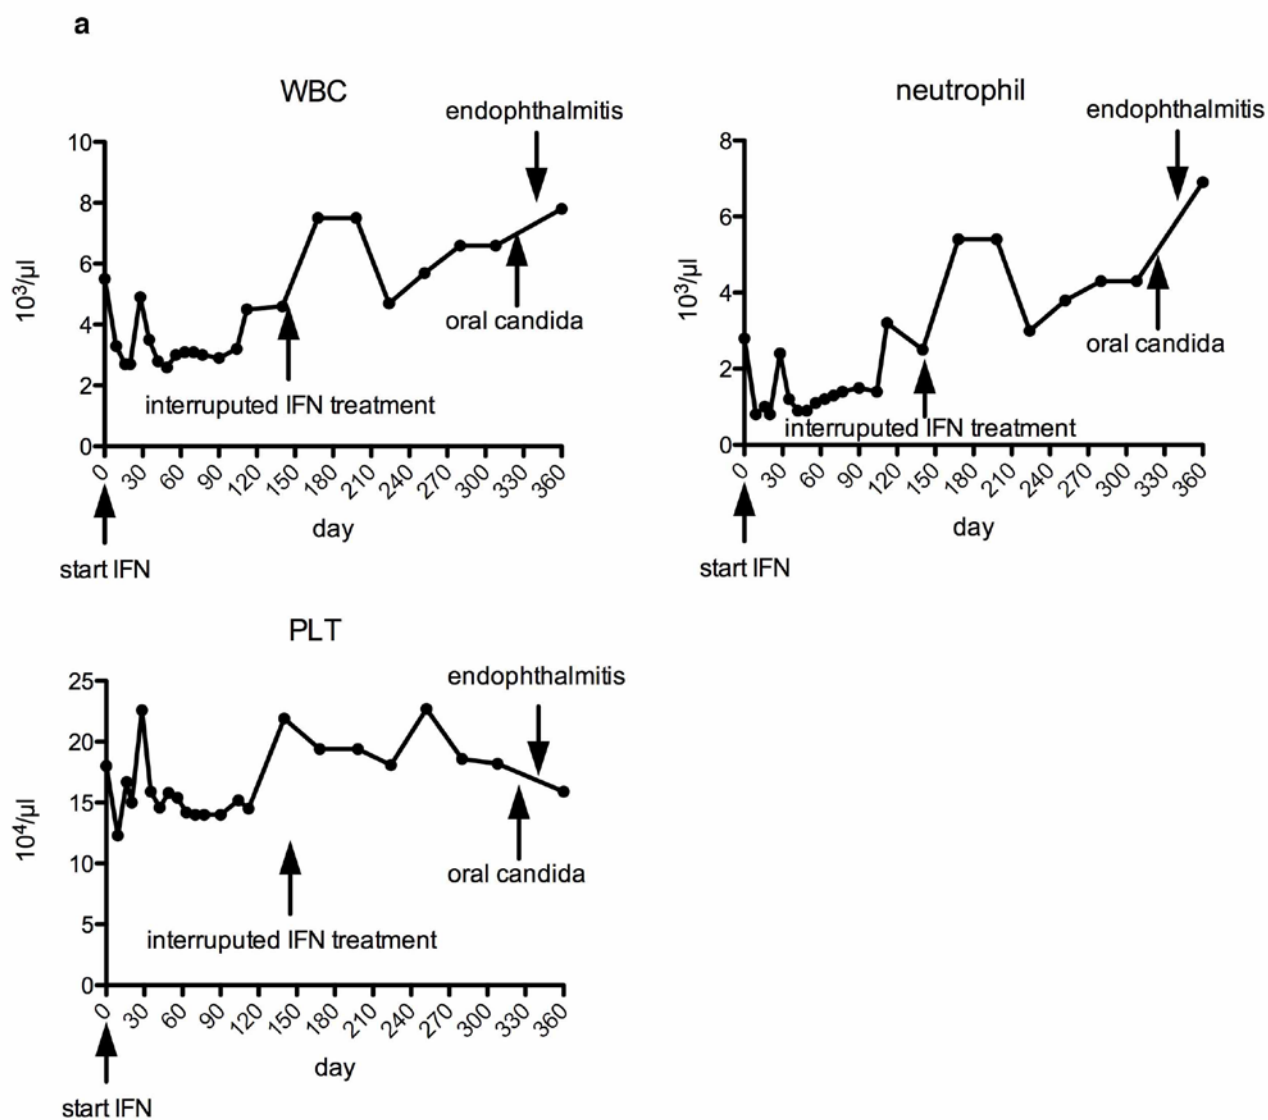 a
WBC
endophthalmitis
10
8
6
4
2
0
10³/µl
oral candida
interruputed IFN treatment
0 30 60 90 120 150 180 210 240 270 300 330 360
day
start IFN
neutrophil
endophthalmitis
8
6
4
2
0
10³/µl
oral candida
interruputed IFN treatment
0 30 60 90 120 150 180 210 240 270 300 330 360
day
start IFN
PLT
endophthalmitis
25
20
15
10
5
0
10⁴/µl
oral candida
interruputed IFN treatment
0 30 60 90 120 150 180 210 240 270 300 330 360
day
start IFN